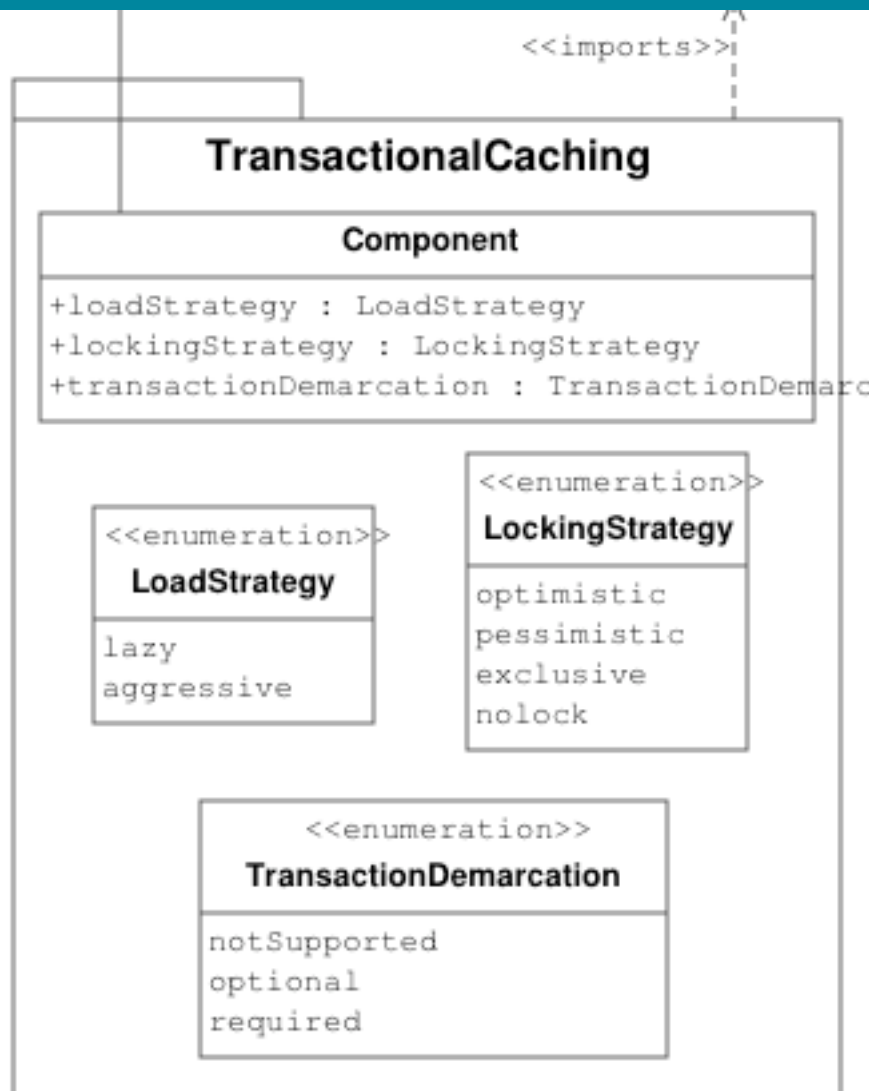 <<imports>>
TransactionalCaching
Component
+loadStrategy : LoadStrategy
+lockingStrategy : LockingStrategy
+transactionDemarcation : TransactionDemarc
<<enumeration>>
LoadStrategy
lazy
aggressive
<<enumeration>>
LockingStrategy
optimistic
pessimistic
exclusive
nolock
<<enumeration>>
TransactionDemarcation
notSupported
optional
required